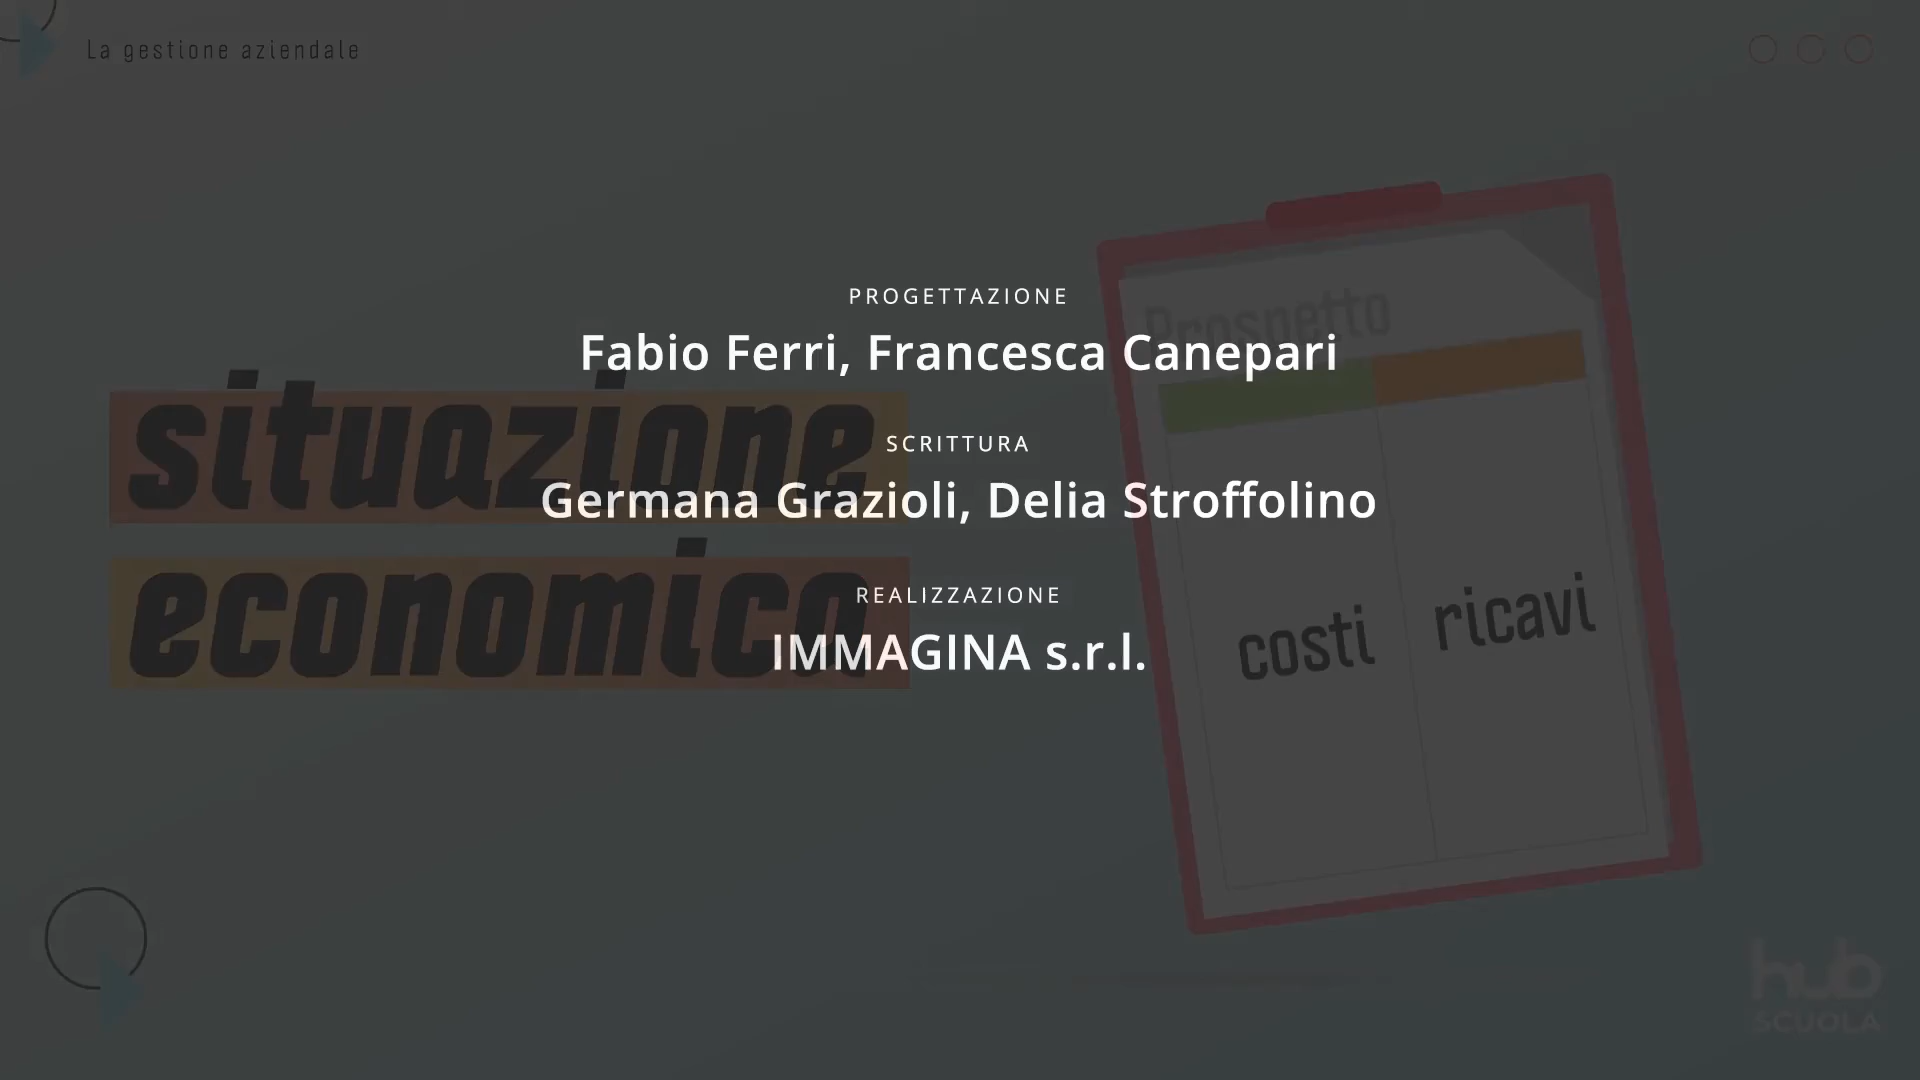 La gestione aziendale
PROGETTAZIONE
Fabio Ferri, Francesca Canepari
SCRITTURA
Germana Grazioli, Delia Stroffolino
REALIZZAZIONE
IMMAGINA s.r.l.
situazione
economica
Prospetto
costi
ricavi
hub
SCUOLA